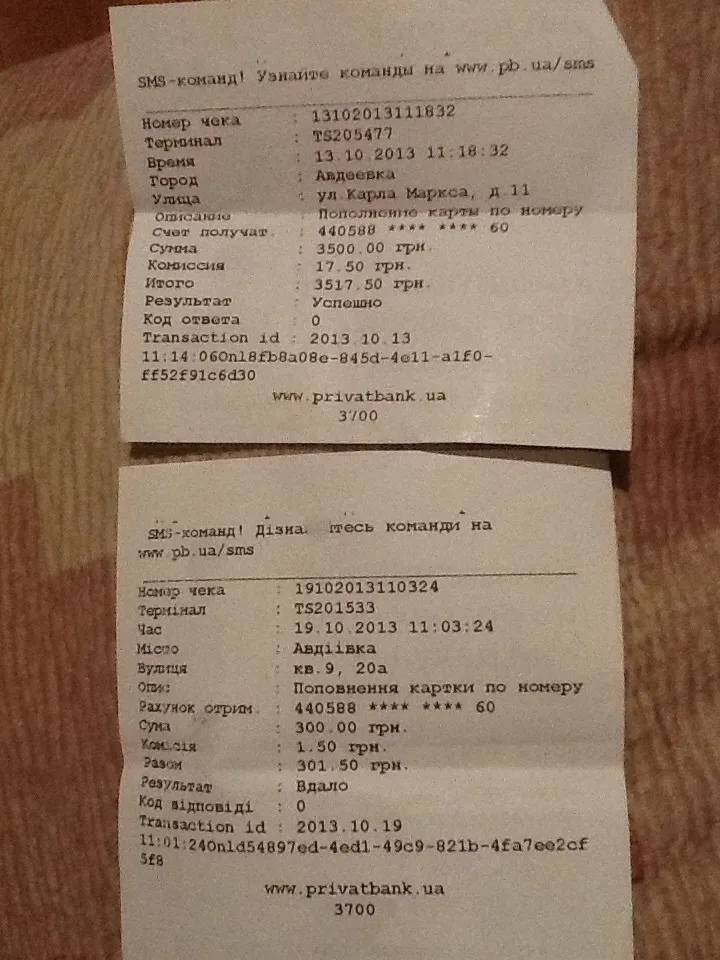 SMS-команд! Узнайте команды на www.pb.ua/sms
Номер чека : 13102013111832
Терминал : TS205477
Время : 13.10.2013 11:18:32
Город : Авдеевка
Улица : ул.Карла Маркса, д.11
Описание : Пополнение карты по номеру
Счет получат. : 440588 **** **** 60
Сумма : 3500.00 грн.
Комиссия : 17.50 грн.
Итого : 3517.50 грн.
Результат : Успешно
Код ответа : 0
Transaction id : 2013.10.13
11:14:06Onl8fb8a08e-845d-4e11-a1f0-
ff52f91c6d30
www.privatbank.ua
3700
SMS-команд! команди на
www.pb.ua/sms
Номер чека : 19102013110324
Термінал : TS201533
Час : 19.10.2013 11:03:24
Місто : Авдіївка
Вулиця : кв.9, 20а
Опис : Поповнення картки по номеру
Рахунок отрим. : 440588 **** **** 60
Сума : 300.00 грн.
Комісія : 1.50 грн.
Разом : 301.50 грн.
Результат : Вдало
Код відповіді : 0
Transaction id : 2013.10.19
11:01:24Onld54897ed-4ed1-49c9-821b-4fa7ee2cf
5f8
www.privatbank.ua
3700